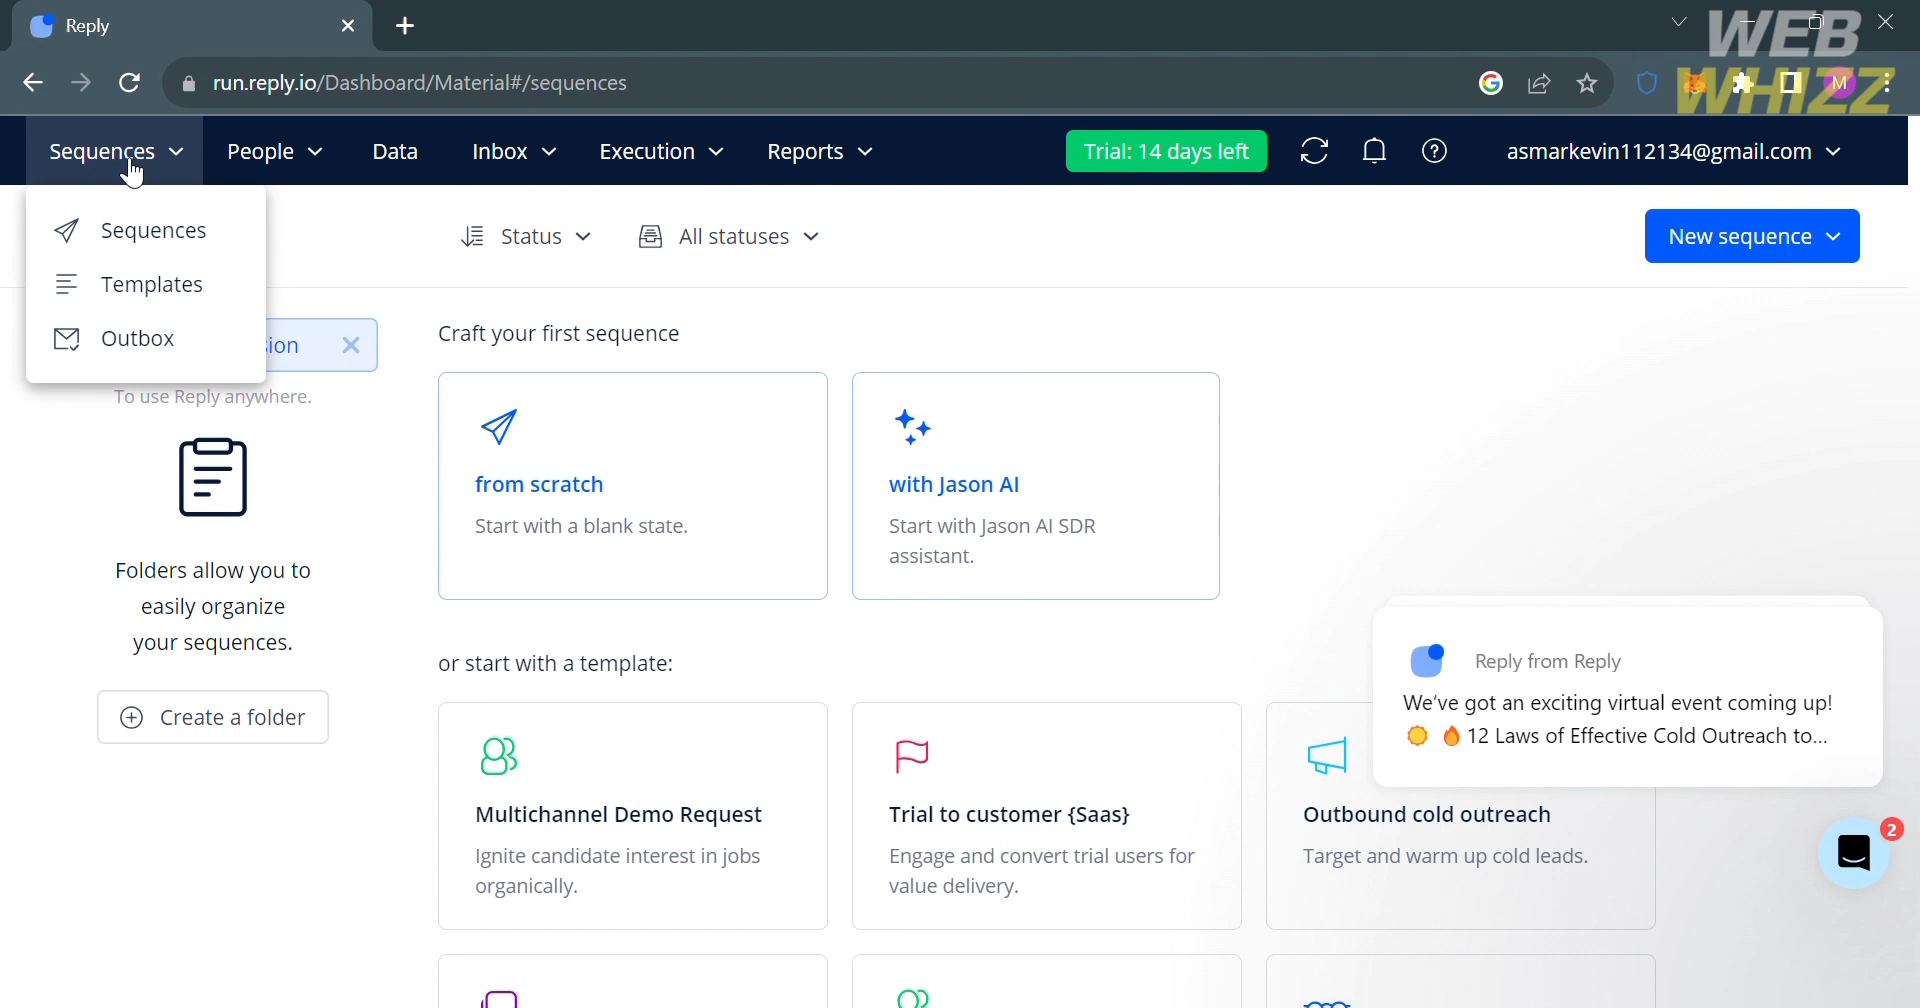 Reply
WEB
WHIZZ
run.reply.io/Dashboard/Material#/sequences
M
Sequences
People
Data
Inbox
Execution
Reports
Trial: 14 days left
asmarkevin112134@gmail.com
Sequences
Templates
Outbox
Status
All statuses
New sequence
sion
To use Reply anywhere.
Folders allow you to
easily organize
your sequences.
Create a folder
Craft your first sequence
from scratch
Start with a blank state.
with Jason AI
Start with Jason AI SDR
assistant.
or start with a template:
Multichannel Demo Request
Ignite candidate interest in jobs
organically.
Trial to customer {Saas}
Engage and convert trial users for
value delivery.
Outbound cold outreach
Target and warm up cold leads.
Reply from Reply
We've got an exciting virtual event coming up!
12 Laws of Effective Cold Outreach to...
2